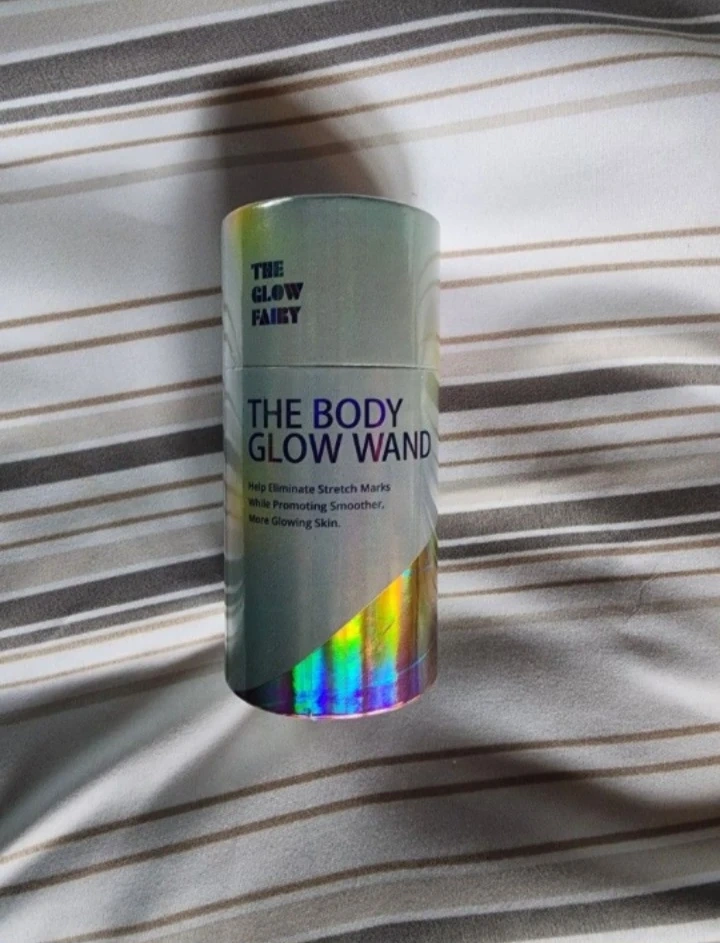 THE
GLOW
FAIRY
THE BODY
GLOW WAND
Help Eliminate Stretch Marks
While Promoting Smoother,
More Glowing Skin.